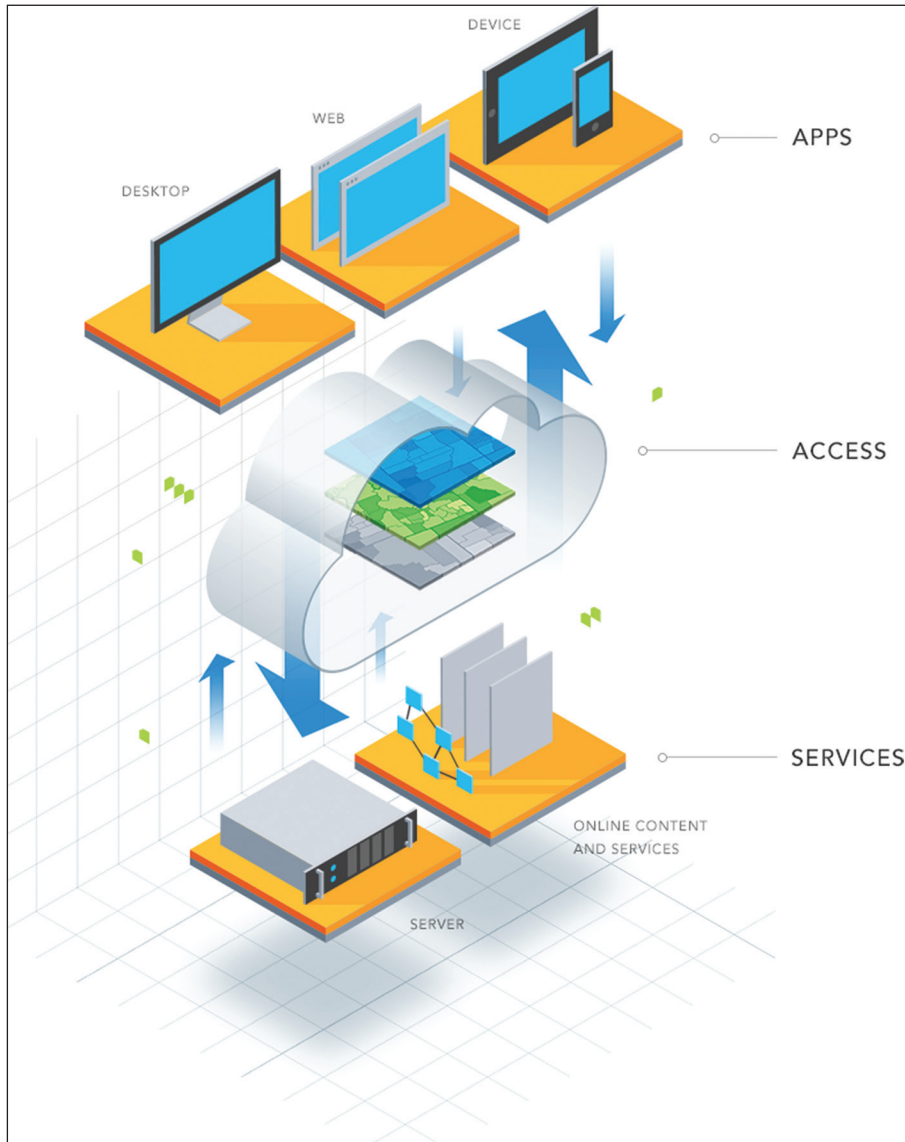 DEVICE
WEB
APPS
DESKTOP
ACCESS
SERVICES
ONLINE CONTENT
AND SERVICES
SERVER